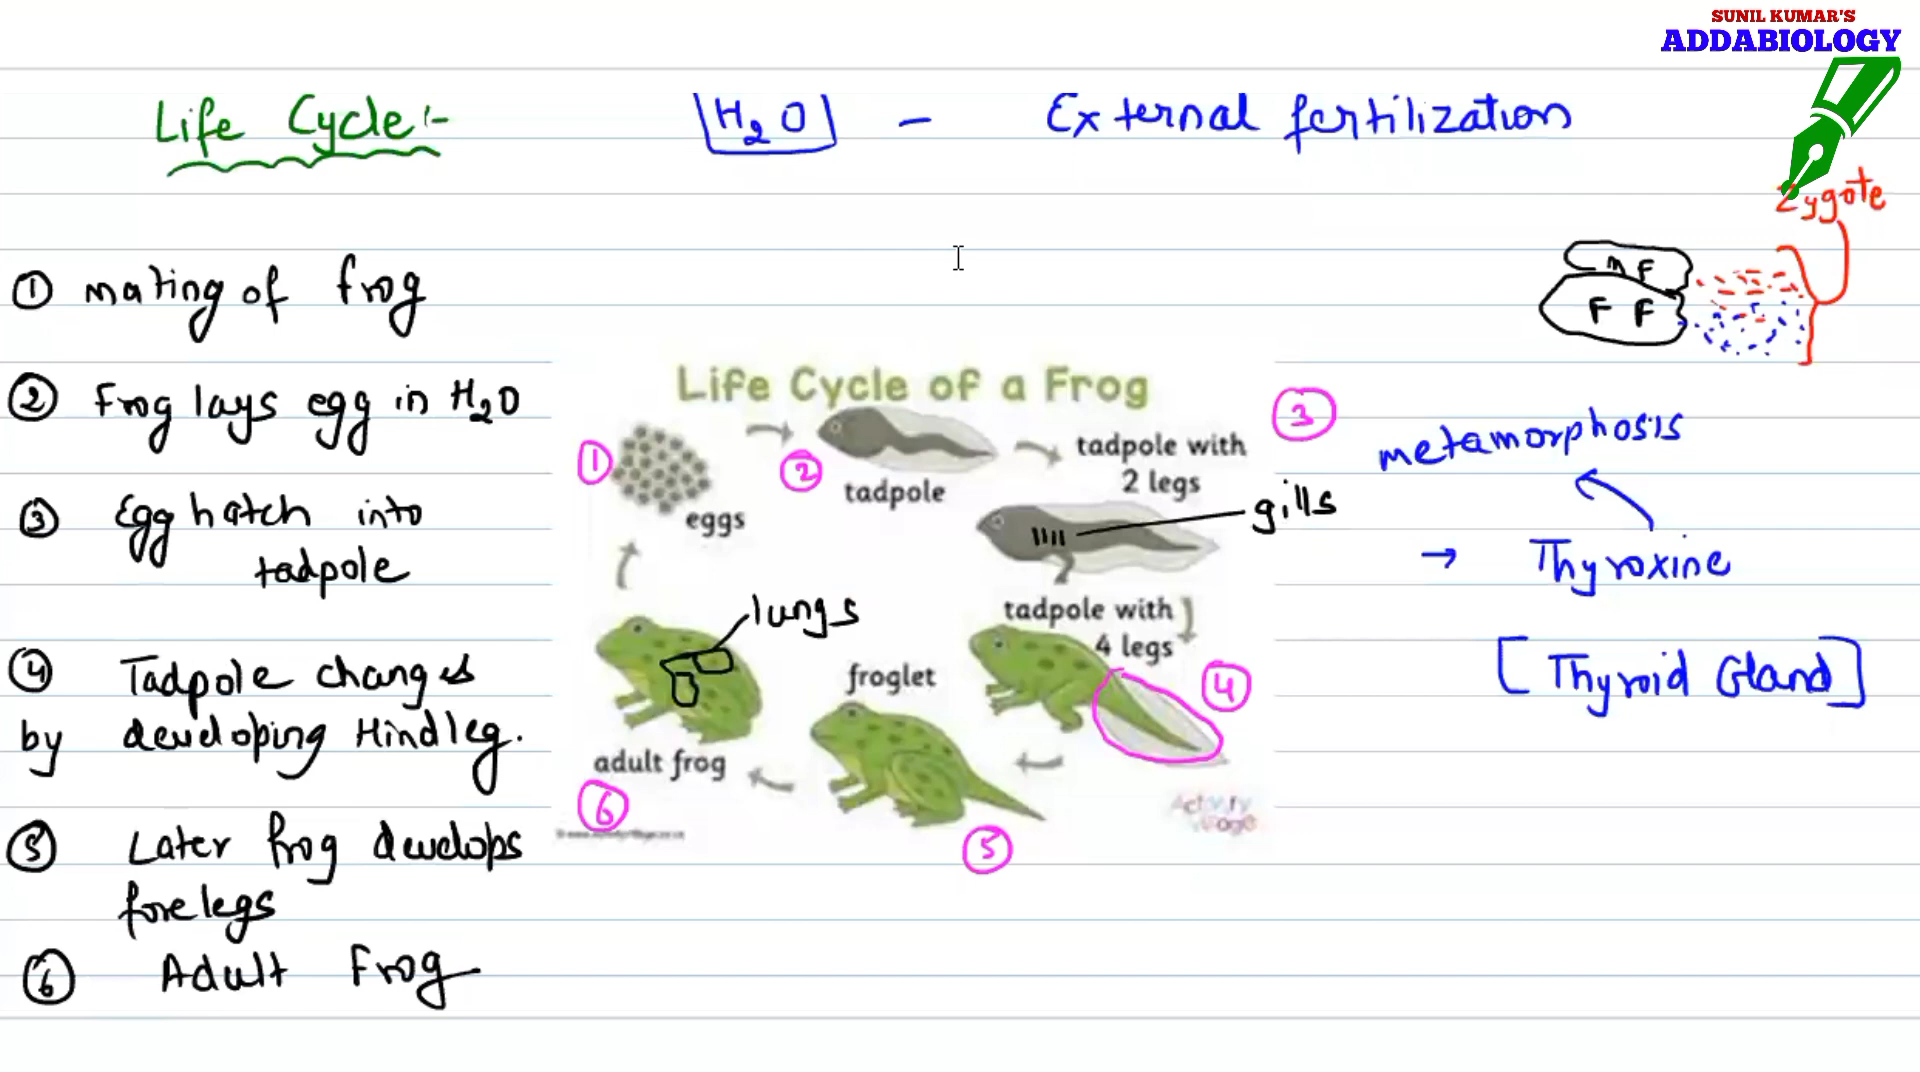 SUNIL KUMAR'S
ADDABIOLOGY
Life Cycle:-
H2O - External fertilization
Zygote
m F
F F
① mating of frog
② Frog lays egg in H2O
③ Egg hatch into
tadpole
④ Tadpole changes
by developing Hindleg.
⑤ Later frog develops
forelegs
⑥ Adult Frog
Life Cycle of a Frog
①
eggs
②
tadpole
③
tadpole with
2 legs
gills
tadpole with
4 legs
④
froglet
⑤
lungs
adult frog
⑥
Activity
Village
metamorphosis
→ Thyroxine
[Thyroid Gland]